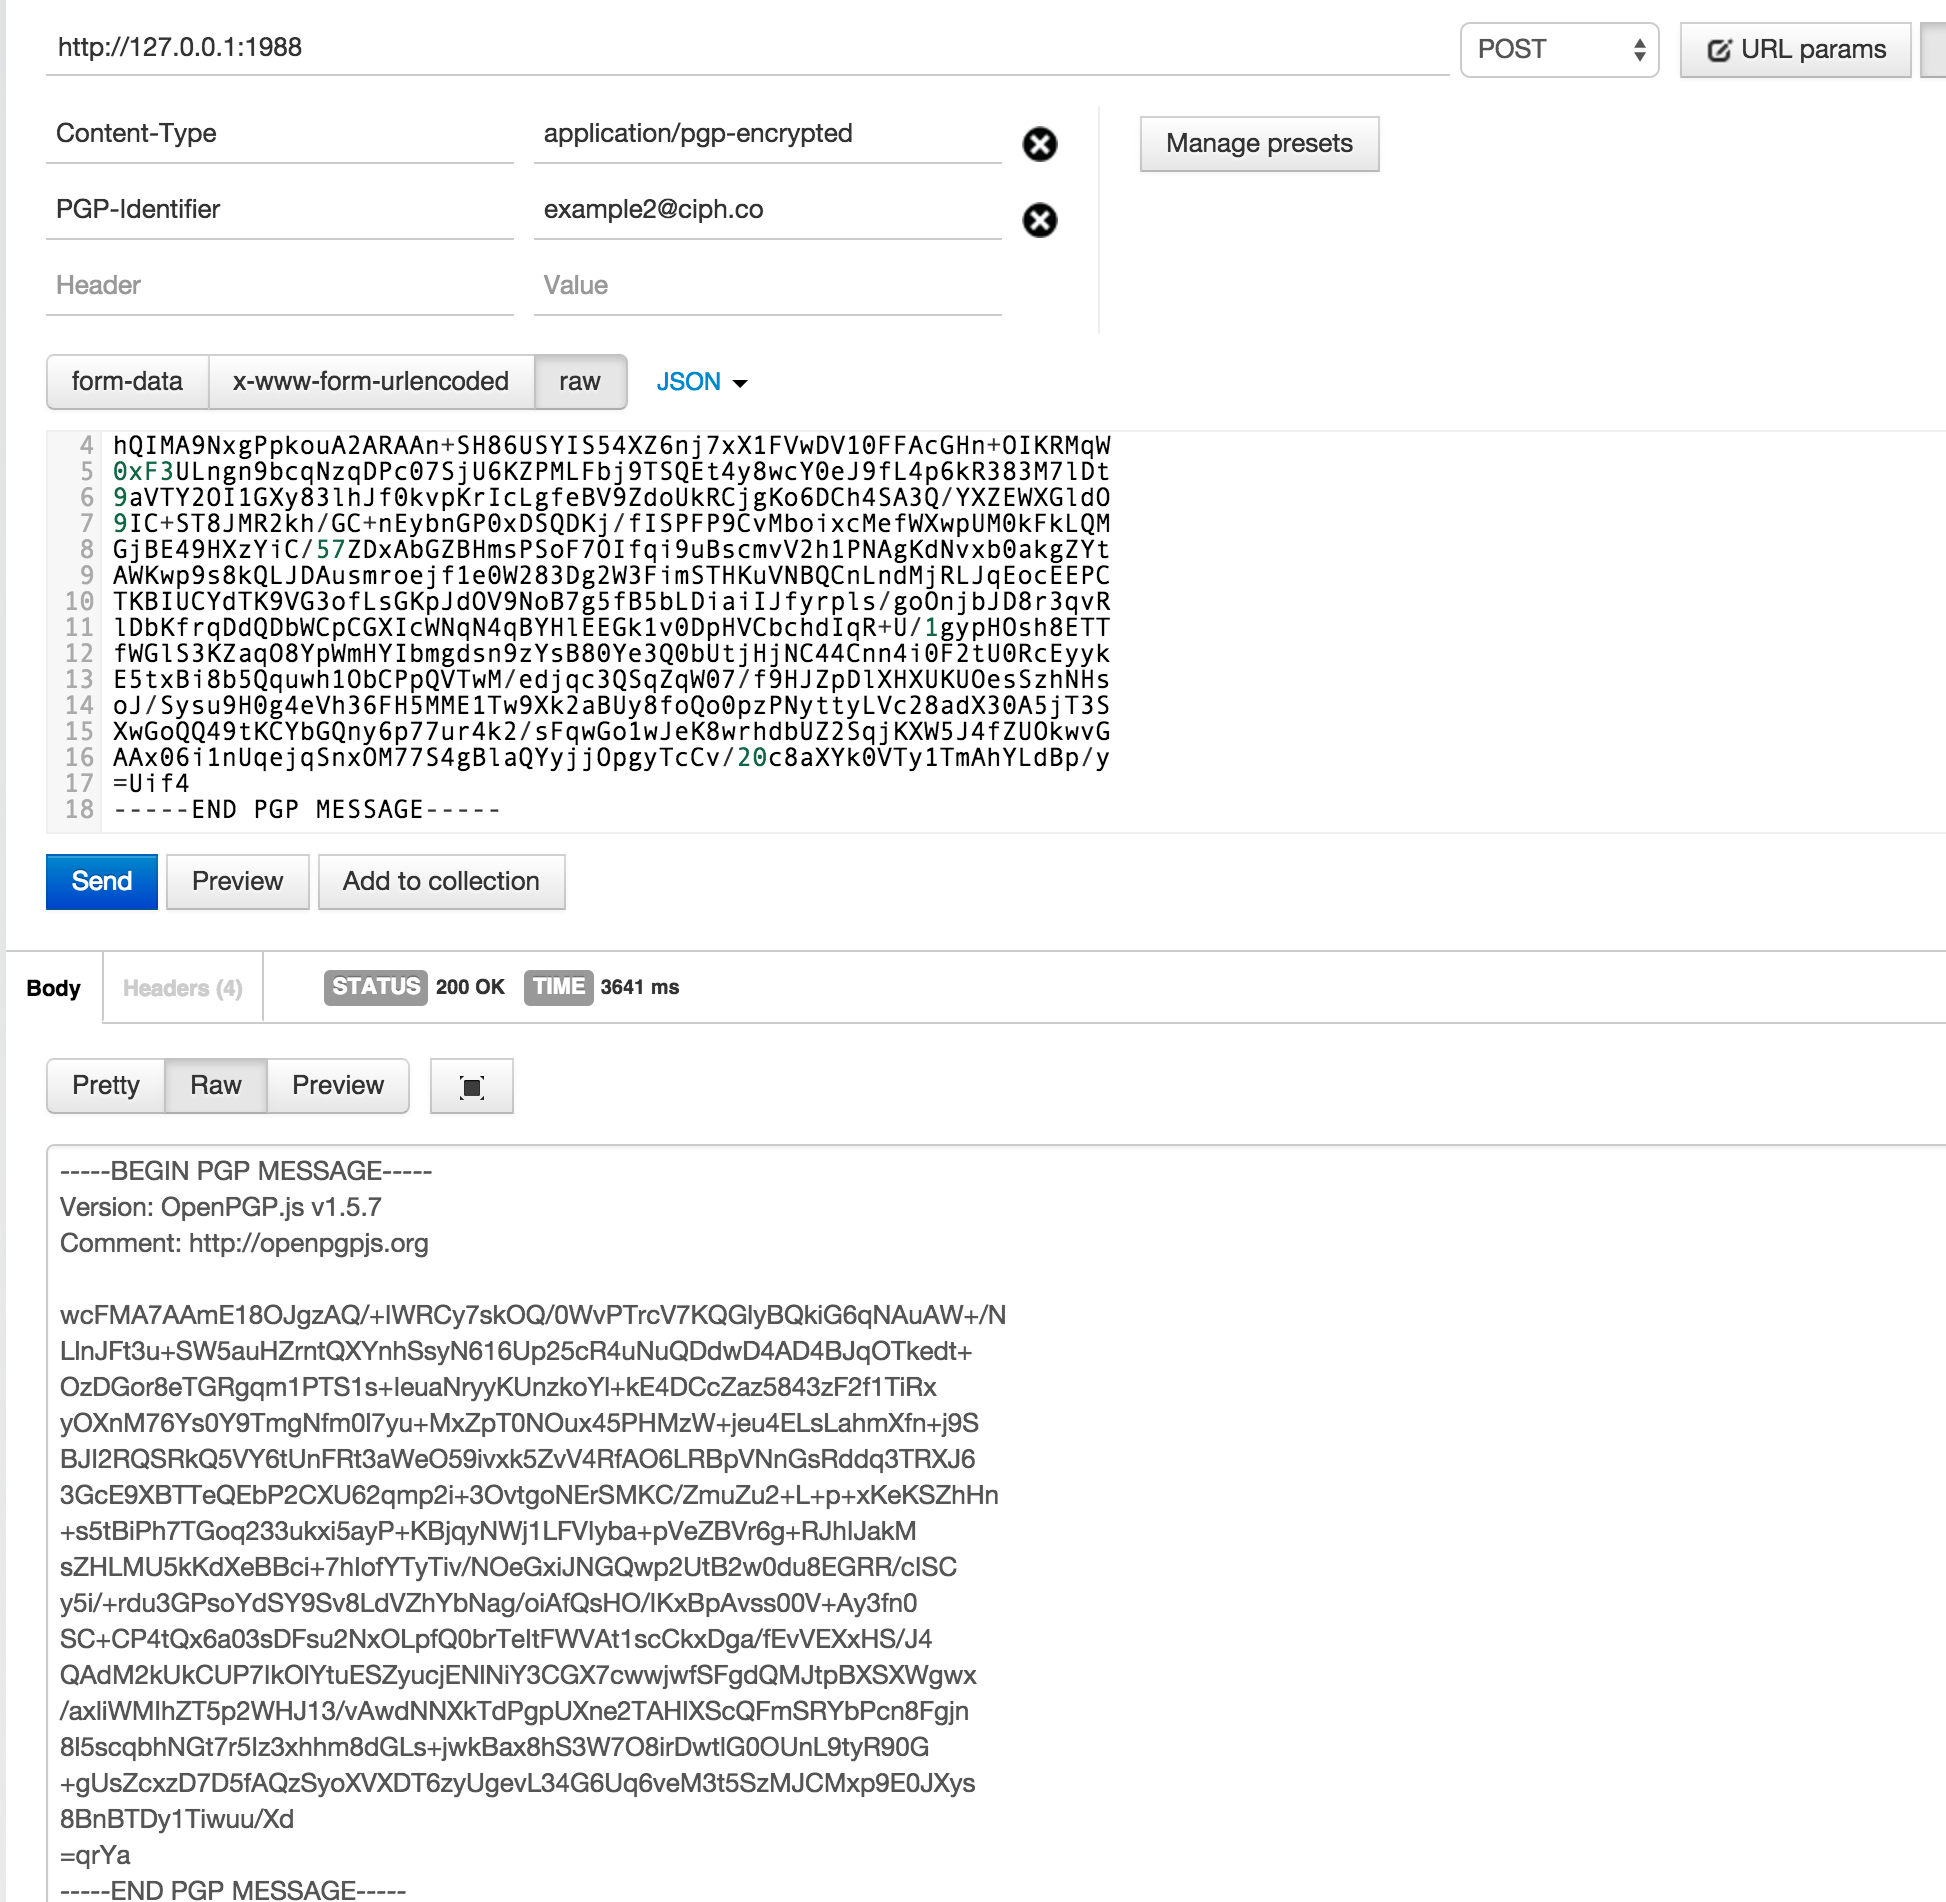 http://127.0.0.1:1988
POST
URL params
Content-Type
application/pgp-encrypted
Manage presets
PGP-Identifier
example2@ciph.co
Header
Value
form-data
x-www-form-urlencoded
raw
JSON
4 hQIMA9NxgPpkouA2ARAAn+SH86USYIS54XZ6nj7xX1FVwDV10FFAcGHn+OIKRMqW
5 0xF3ULngn9bcqNzqDPc07SjU6KZPMLFbj9TSQEt4y8wcY0eJ9fL4p6kR383M7lDt
6 9aVTY2OI1GXy83lhJf0kvpKrIcLgfeBV9ZdoUkRCjgKo6DCh4SA3Q/YXZEWXGldO
7 9IC+ST8JMR2kh/GC+nEybnGP0xDSQDKj/fISPFP9CvMboixcMefWXwpUM0kFkLQM
8 GjBE49HXzYiC/57ZDxAbGZBHmsPSoF7OIfqi9uBscmvV2h1PNAgKdNvxb0akgZYt
9 AWKwp9s8kQLJDAusmroejf1e0W283Dg2W3FimSTHKuVNBQCnLndMjRLJqEocEEPC
10 TKBIUCYdTK9VG3ofLsGKpJdOV9NoB7g5fB5bLDiaiIJfyrpls/goOnjbJD8r3qvR
11 lDbKfrqDdQDbWCpCGXIcWNqN4qBYHlEEGk1v0DpHVCbchdIqR+U/1gypHOsh8ETT
12 fWGlS3KZaqO8YpWmHYIbmgdsn9zYsB80Ye3Q0bUtjHjNC44Cnn4i0F2tU0RcEyyk
13 E5txBi8b5Qquwh1ObCPpQVTwM/edjqc3QSqZqW07/f9HJZpDlXHXUKUOesSzhNHs
14 oJ/Sysu9H0g4eVh36FH5MME1Tw9Xk2aBUy8foQo0pzPNyttyLVc28adX30A5jT3S
15 XwGoQQ49tKCYbGQny6p77ur4k2/sFqwGo1wJeK8wrhdbUZ2SqjKXW5J4fZUOkwvG
16 AAx06i1nUqejqSnxOM77S4gBlaQYyjjOpgyTcCv/20c8aXYk0VTy1TmAhYLdBp/y
17 =Uif4
18 -----END PGP MESSAGE-----
Send
Preview
Add to collection
Body
Headers (4)
STATUS 200 OK TIME 3641 ms
Pretty
Raw
Preview
-----BEGIN PGP MESSAGE-----
Version: OpenPGP.js v1.5.7
Comment: http://openpgpjs.org
wcFMA7AAmE18OJgzAQ/+lWRCy7skOQ/0WvPTrcV7KQGlyBQkiG6qNAuAW+/N
LlnJFt3u+SW5auHZrntQXYnhSsyN616Up25cR4uNuQDdwD4AD4BJqOTkedt+
OzDGor8eTGRgqm1PTS1s+leuaNryyKUnzkoYl+kE4DCcZaz5843zF2f1TiRx
yOXnM76Ys0Y9TmgNfm0l7yu+MxZpT0NOux45PHMzW+jeu4ELsLahmXfn+j9S
BJI2RQSRkQ5VY6tUnFRt3aWeO59ivxk5ZvV4RfAO6LRBpVNnGsRddq3TRXJ6
3GcE9XBTTeQEbP2CXU62qmp2i+3OvtgoNErSMKC/ZmuZu2+L+p+xKeKSZhHn
+s5tBiPh7TGoq233ukxi5ayP+KBjqyNWj1LFVlyba+pVeZBVr6g+RJhlJakM
sZHLMU5kKdXeBBci+7hIofYTyTiv/NOeGxiJNGQwp2UtB2w0du8EGRR/clSC
y5i/+rdu3GPsoYdSY9Sv8LdVZhYbNag/oiAfQsHO/lKxBpAvss00V+Ay3fn0
SC+CP4tQx6a03sDFsu2NxOLpfQ0brTeItFWVAt1scCkxDga/fEvVEXxHS/J4
QAdM2kUkCUP7IkOlYtuESZyucjENlNiY3CGX7cwwjwfSFgdQMJtpBXSXWgwx
/axliWMIhZT5p2WHJ13/vAwdNNXkTdPgpUXne2TAHIXScQFmSRYbPcn8Fgjn
8l5scqbhNGt7r5Iz3xhhm8dGLs+jwkBax8hS3W7O8irDwtlG0OUnL9tyR90G
+gUsZcxzD7D5fAQzSyoXVXDT6zyUgevL34G6Uq6veM3t5SzMJCMxp9E0JXys
8BnBTDy1Tiwuu/Xd
=qrYa
-----END PGP MESSAGE-----